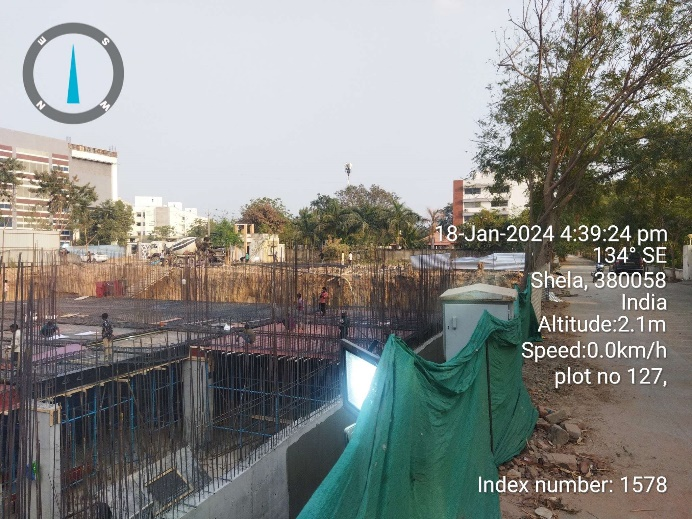 S
E
W
N
18-Jan-2024 4:39:24 pm
134° SE
Shela, 380058
India
Altitude:2.1m
Speed:0.0km/h
plot no 127,
Index number: 1578